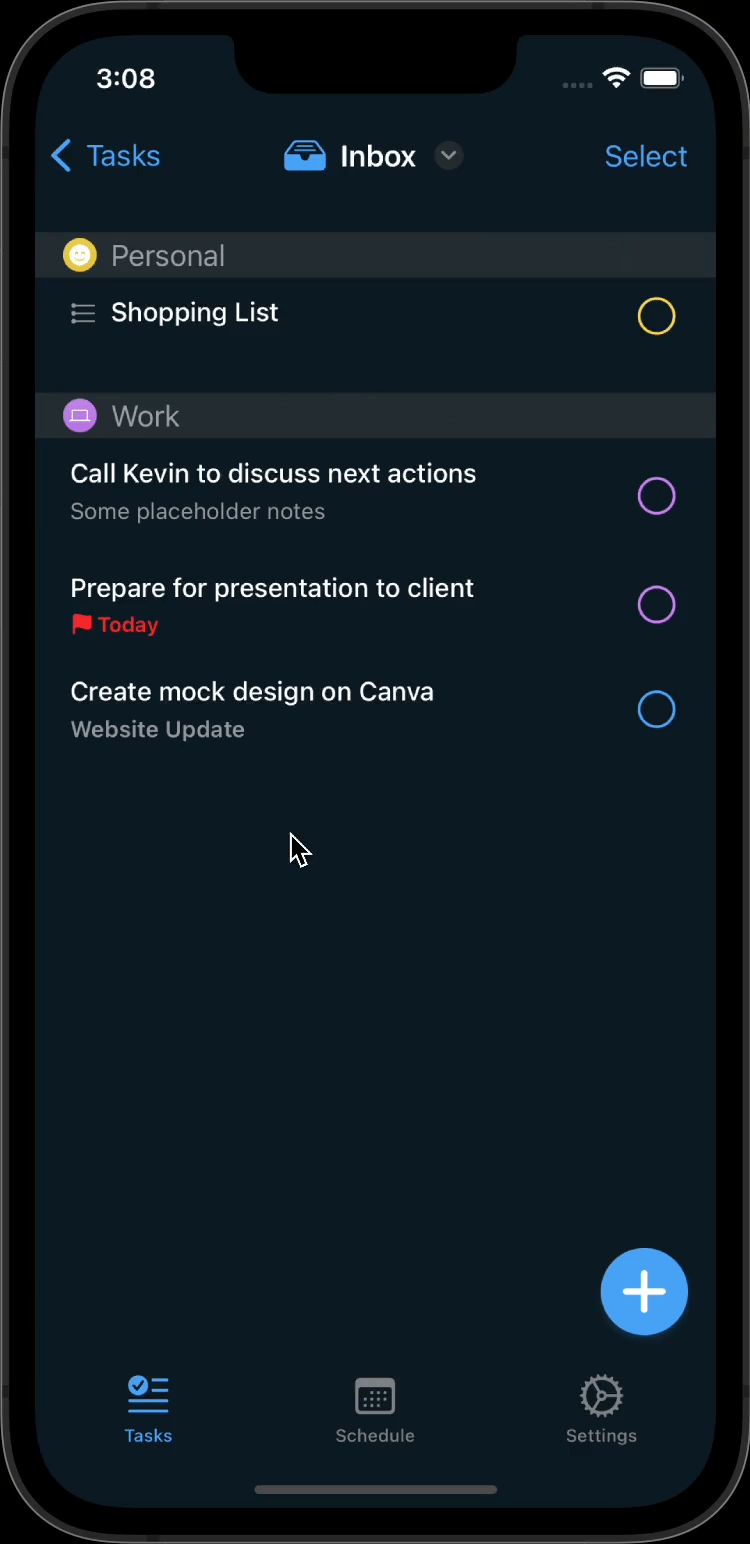 3:08
Tasks
Inbox
Select
Personal
Shopping List
Work
Call Kevin to discuss next actions
Some placeholder notes
Prepare for presentation to client
Today
Create mock design on Canva
Website Update
Tasks
Schedule
Settings